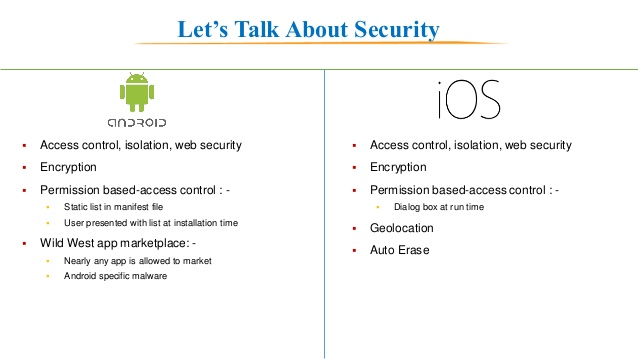 Let's Talk About Security
android
Access control, isolation, web security
Encryption
Permission based-access control : -
Static list in manifest file
User presented with list at installation time
Wild West app marketplace: -
Nearly any app is allowed to market
Android specific malware
iOS
Access control, isolation, web security
Encryption
Permission based-access control : -
Dialog box at run time
Geolocation
Auto Erase